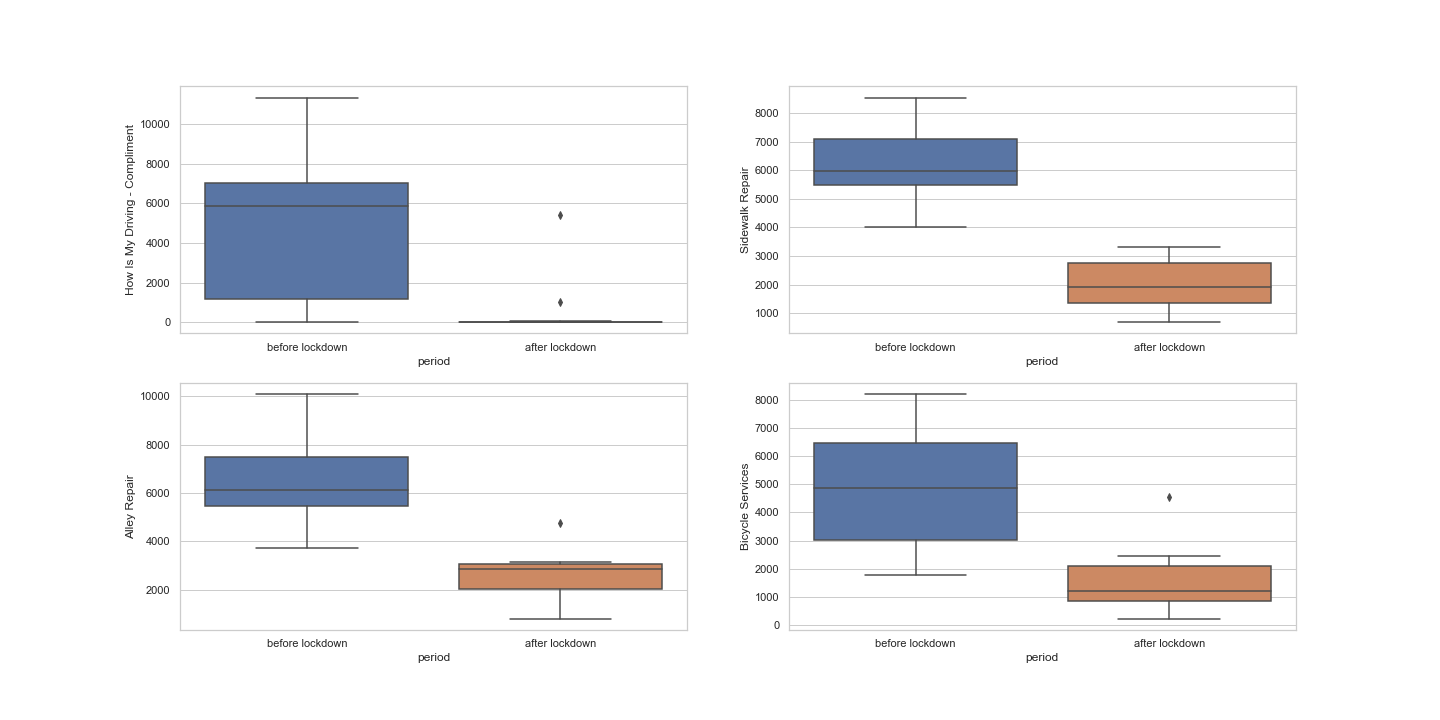 How Is My Driving - Compliment
10000
8000
6000
4000
2000
0
before lockdown
after lockdown
period
Sidewalk Repair
8000
7000
6000
5000
4000
3000
2000
1000
before lockdown
after lockdown
period
Alley Repair
10000
8000
6000
4000
2000
before lockdown
after lockdown
period
Bicycle Services
8000
7000
6000
5000
4000
3000
2000
1000
0
before lockdown
after lockdown
period